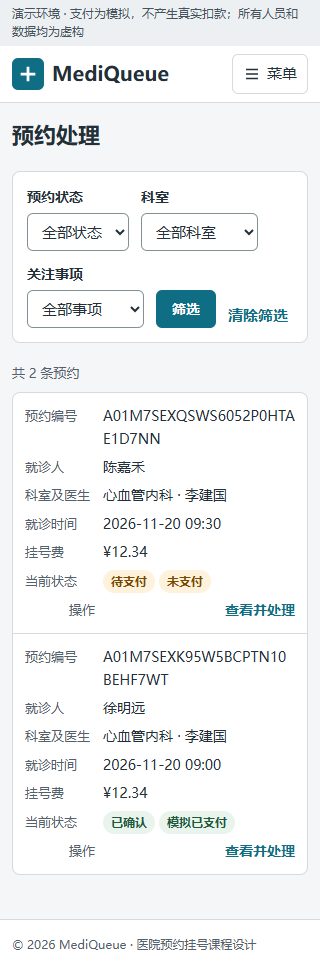 演示环境 · 支付为模拟，不产生真实扣款；所有人员和
数据均为虚构
MediQueue
菜单
预约处理
预约状态 科室
全部状态 全部科室
关注事项
全部事项 筛选 清除筛选
共 2 条预约
预约编号 A01M7SEXQSWS6052P0HTA
E1D7NN
就诊人 陈嘉禾
科室及医生 心血管内科 · 李建国
就诊时间 2026-11-20 09:30
挂号费 ¥12.34
当前状态 待支付 未支付
操作 查看并处理
预约编号 A01M7SEXK95W5BCPTN10
BEHF7WT
就诊人 徐明远
科室及医生 心血管内科 · 李建国
就诊时间 2026-11-20 09:00
挂号费 ¥12.34
当前状态 已确认 模拟已支付
操作 查看并处理
© 2026 MediQueue · 医院预约挂号课程设计